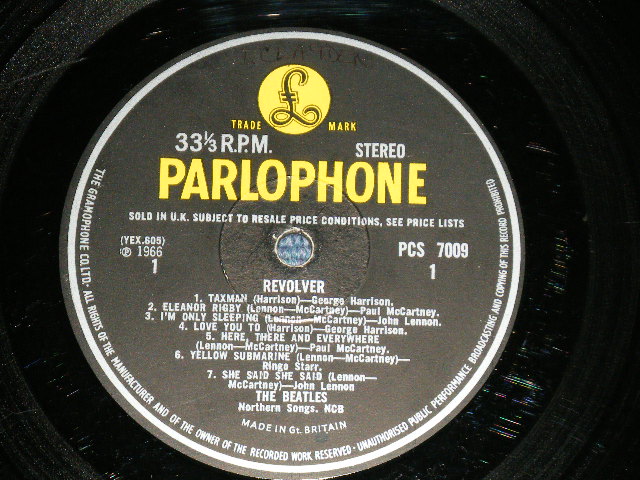 £
TRADE MARK
33⅓ R.P.M. STEREO
PARLOPHONE
SOLD IN U.K. SUBJECT TO RESALE PRICE CONDITIONS, SEE PRICE LISTS
(YEX.605) PCS 7009
℗ 1966
1 1
REVOLVER
1. TAXMAN (Harrison)—George Harrison.
2. ELEANOR RIGBY (Lennon—McCartney)—Paul McCartney.
3. I'M ONLY SLEEPING (Lennon—McCartney)—John Lennon.
4. LOVE YOU TO (Harrison)—George Harrison.
5. HERE, THERE AND EVERYWHERE
(Lennon—McCartney)—Paul McCartney.
6. YELLOW SUBMARINE (Lennon—McCartney)—
Ringo Starr.
7. SHE SAID SHE SAID (Lennon—
McCartney)—John Lennon
THE BEATLES
Northern Songs. NCB
MADE IN Gt. BRITAIN
THE GRAMOPHONE CO. LTD. · ALL RIGHTS OF THE MANUFACTURER AND OF THE OWNER OF THE RECORDED WORK RESERVED · UNAUTHORISED PUBLIC PERFORMANCE BROADCASTING AND COPYING OF THIS RECORD PROHIBITED